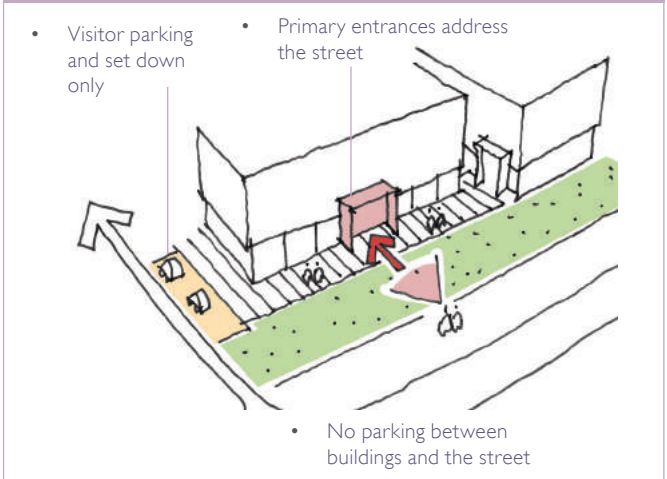 • Visitor parking
and set down
only
• Primary entrances address
the street
• No parking between
buildings and the street